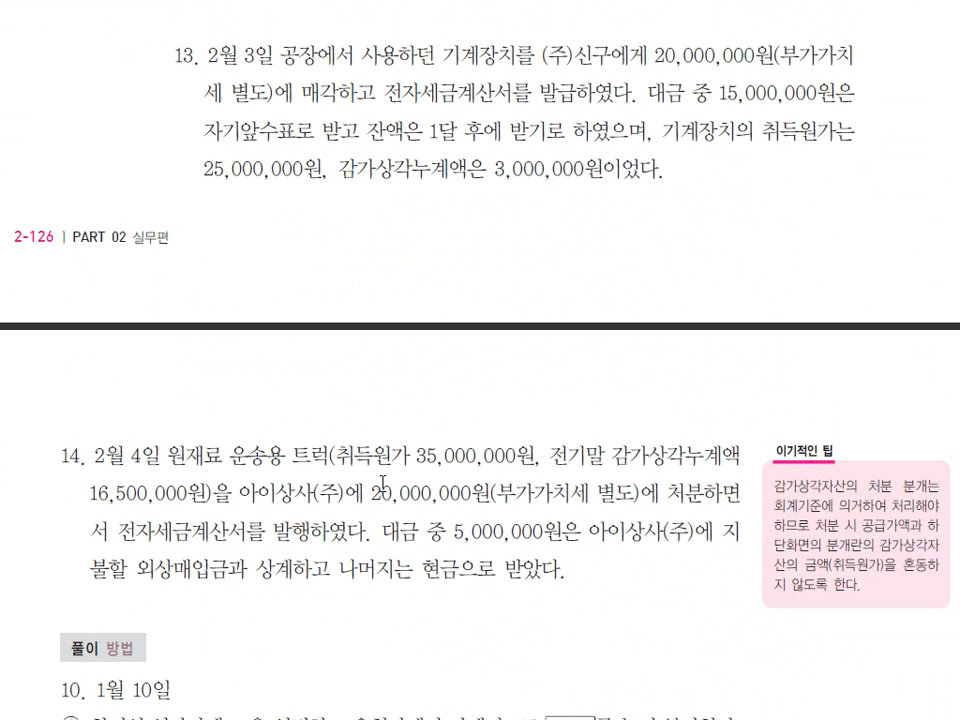 13. 2월 3일 공장에서 사용하던 기계장치를 (주)신구에게 20,000,000원(부가가치
세 별도)에 매각하고 전자세금계산서를 발급하였다. 대금 중 15,000,000원은
자기앞수표로 받고 잔액은 1달 후에 받기로 하였으며, 기계장치의 취득원가는
25,000,000원, 감가상각누계액은 3,000,000원이었다.
2-126 | PART 02 실무편
14. 2월 4일 원재료 운송용 트럭(취득원가 35,000,000원, 전기말 감가상각누계액
16,500,000원)을 아이상사(주)에 20,000,000원(부가가치세 별도)에 처분하면
서 전자세금계산서를 발행하였다. 대금 중 5,000,000원은 아이상사(주)에 지
불할 외상매입금과 상계하고 나머지는 현금으로 받았다.
이기적인 팁
감가상각자산의 처분 분개는
회계기준에 의거하여 처리해야
하므로 처분 시 공급가액과 하
단화면의 분개란의 감가상각자
산의 금액(취득원가)을 혼동하
지 않도록 한다.
풀이 방법
10. 1월 10일